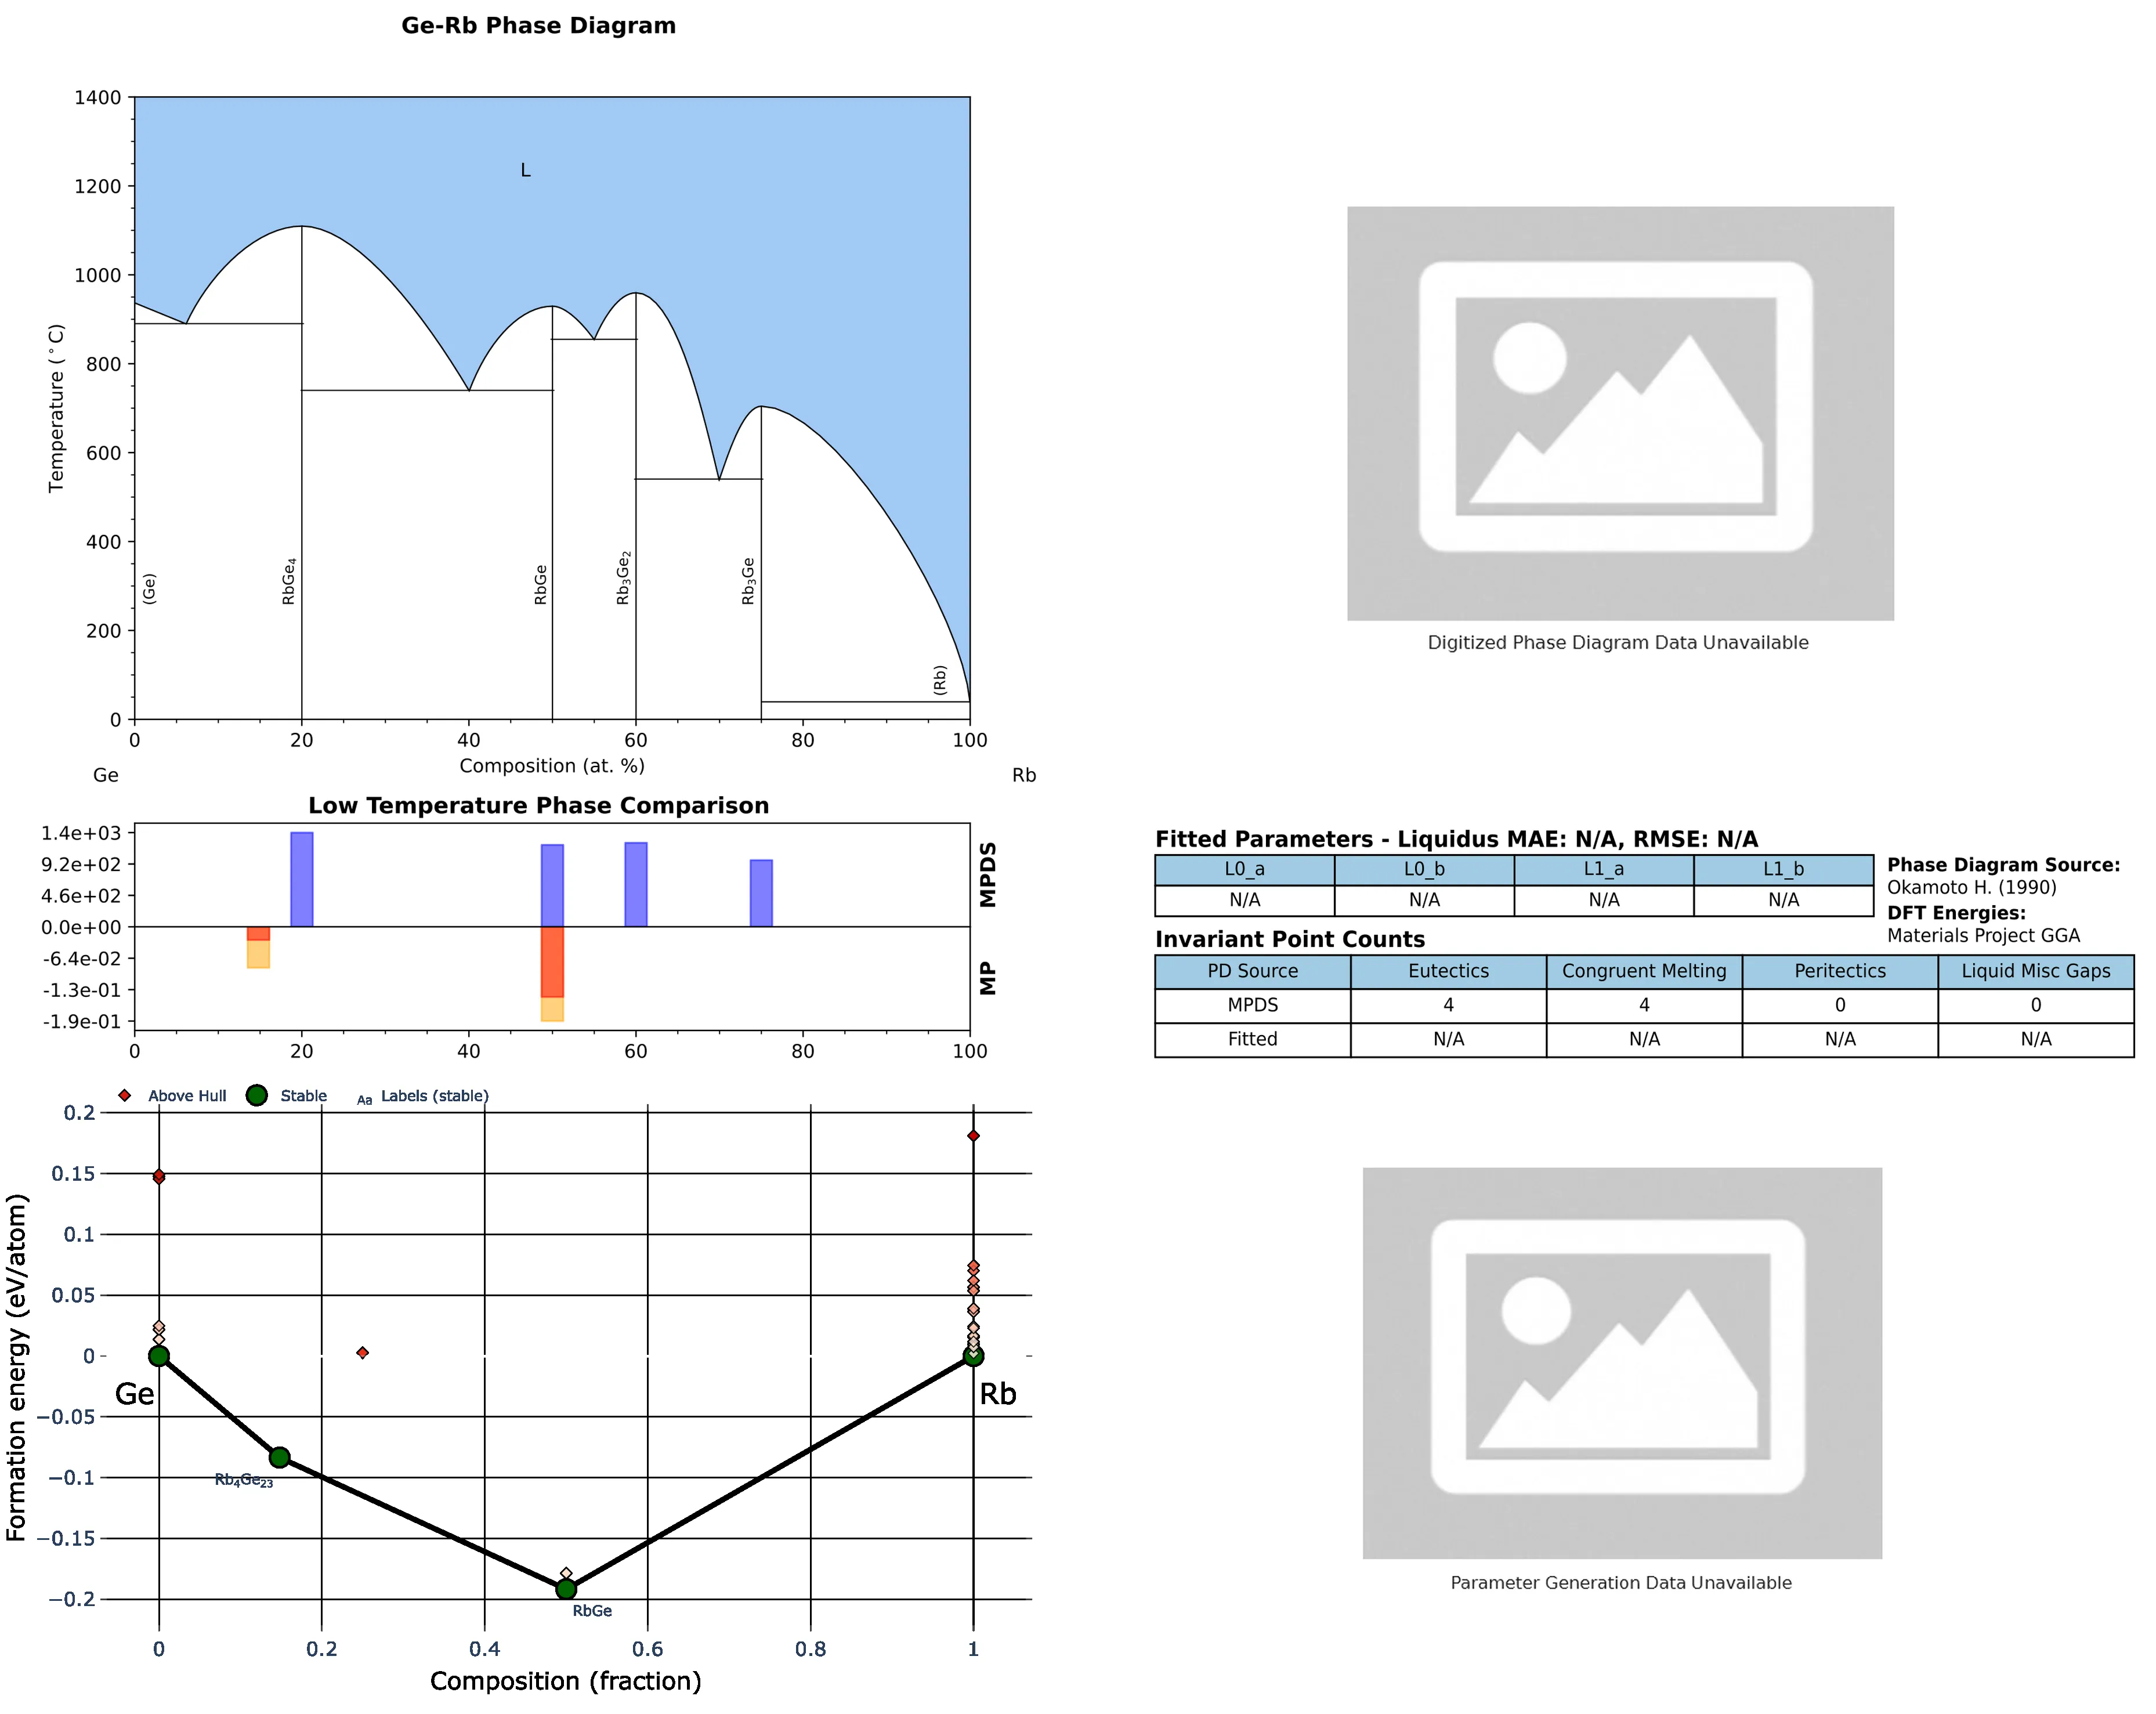 Ge-Rb Phase Diagram
1400
1200
1000
800
600
400
200
0
Temperature (°C)
L
(Ge)
RbGe₄
RbGe
Rb₃Ge₂
Rb₃Ge
(Rb)
0 20 40 60 80 100
Composition (at. %)
Ge Rb
Digitized Phase Diagram Data Unavailable
Low Temperature Phase Comparison
1.4e+03
9.2e+02
4.6e+02
0.0e+00
-6.4e-02
-1.3e-01
-1.9e-01
MPDS
MP
0 20 40 60 80 100
Fitted Parameters - Liquidus MAE: N/A, RMSE: N/A
L0_a L0_b L1_a L1_b
N/A N/A N/A N/A
Phase Diagram Source:
Okamoto H. (1990)
DFT Energies:
Materials Project GGA
Invariant Point Counts
PD Source Eutectics Congruent Melting Peritectics Liquid Misc Gaps
MPDS 4 4 0 0
Fitted N/A N/A N/A N/A
Above Hull Stable Aa Labels (stable)
0.2
0.15
0.1
0.05
0
−0.05
−0.1
−0.15
−0.2
Formation energy (eV/atom)
Ge
Rb
Rb₄Ge₂₃
RbGe
0 0.2 0.4 0.6 0.8 1
Composition (fraction)
Parameter Generation Data Unavailable